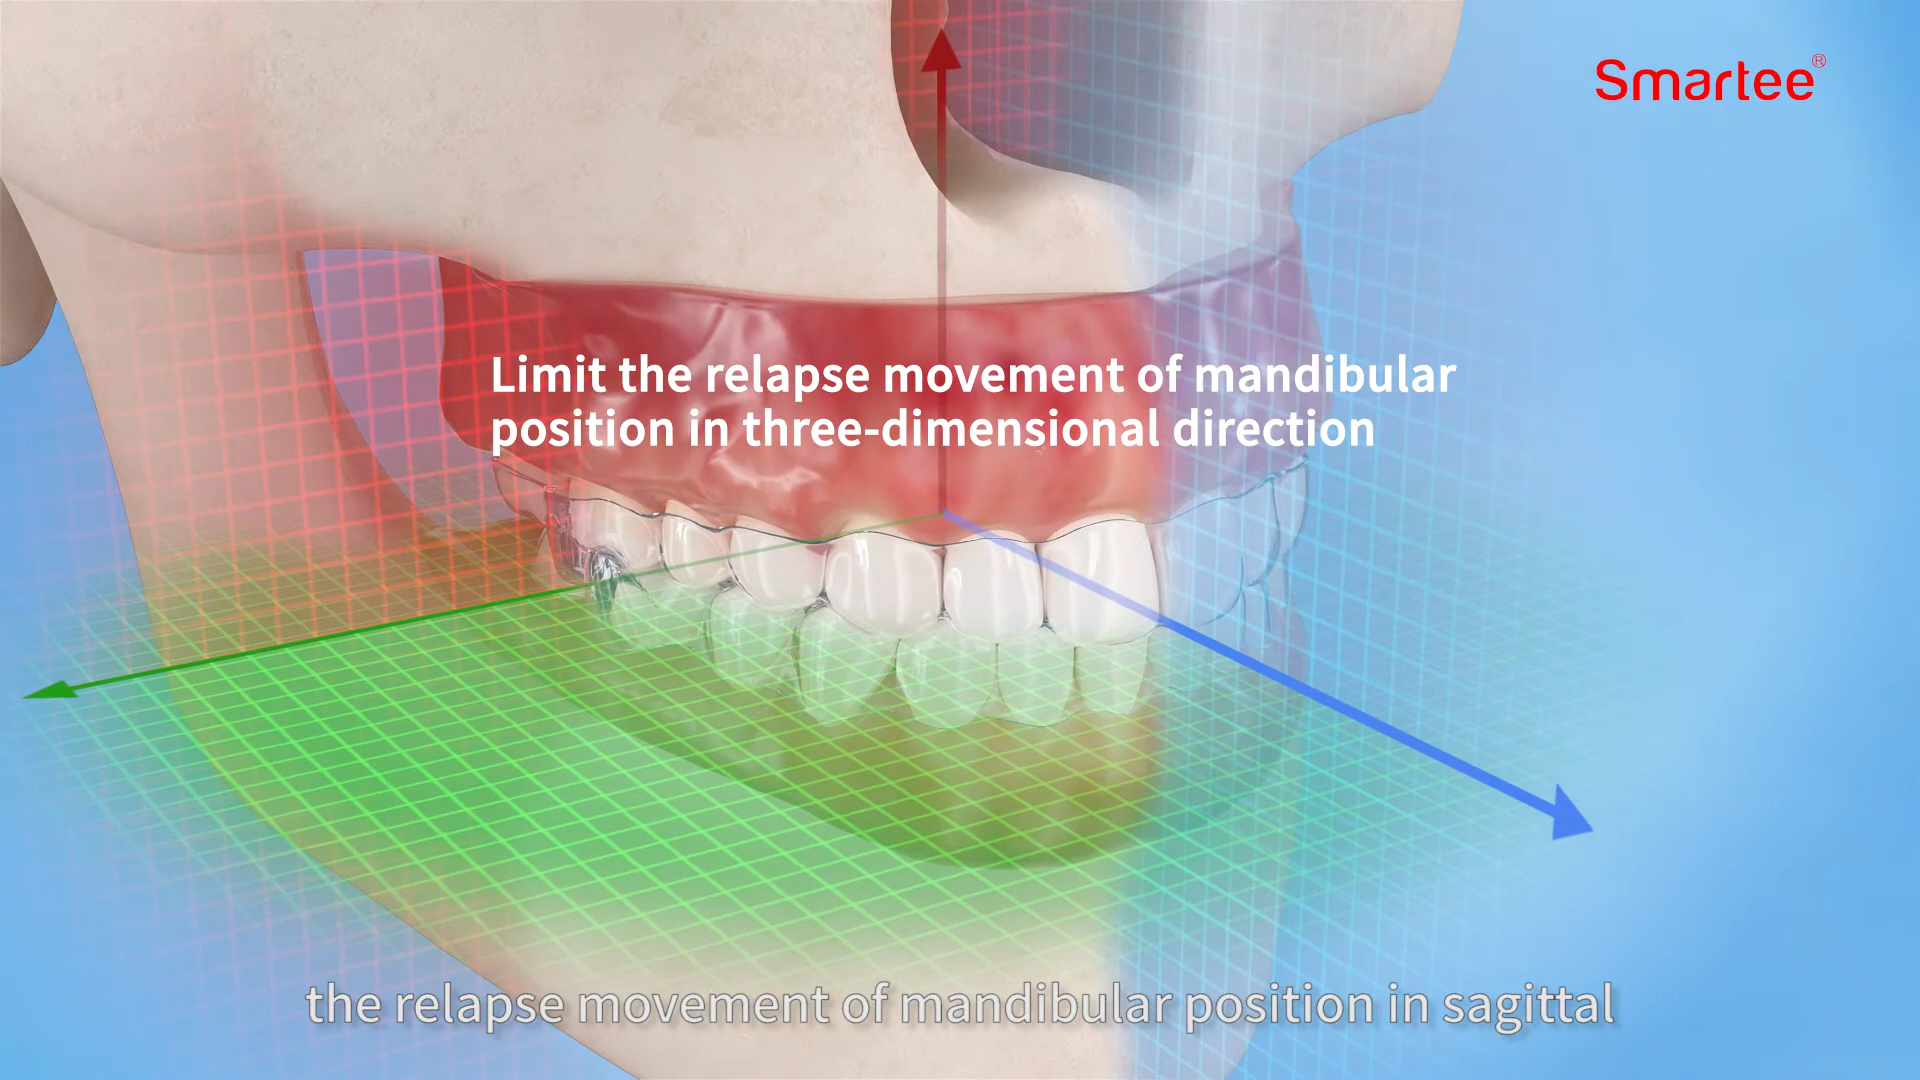 Smartee®
Limit the relapse movement of mandibular
position in three-dimensional direction
the relapse movement of mandibular position in sagittal